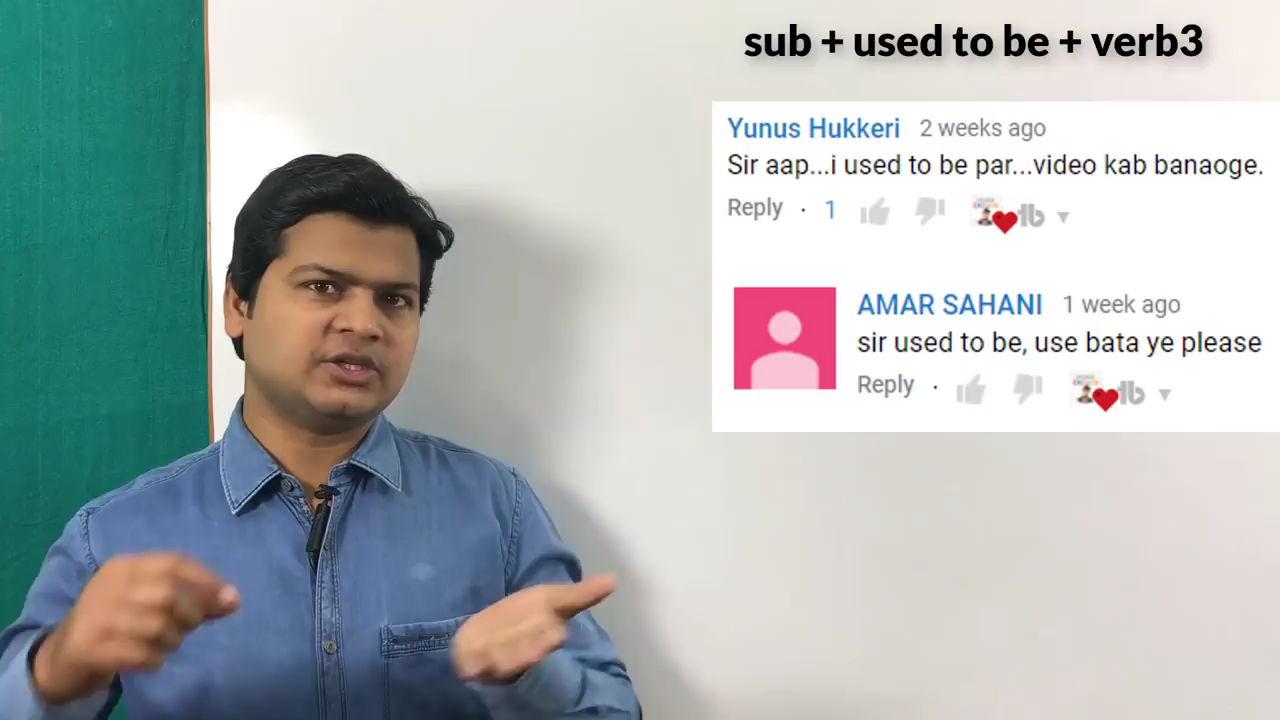 sub + used to be + verb3
Yunus Hukkeri 2 weeks ago
Sir aap...i used to be par...video kab banaoge.
Reply · 1
AMAR SAHANI 1 week ago
sir used to be, use bata ye please
Reply ·